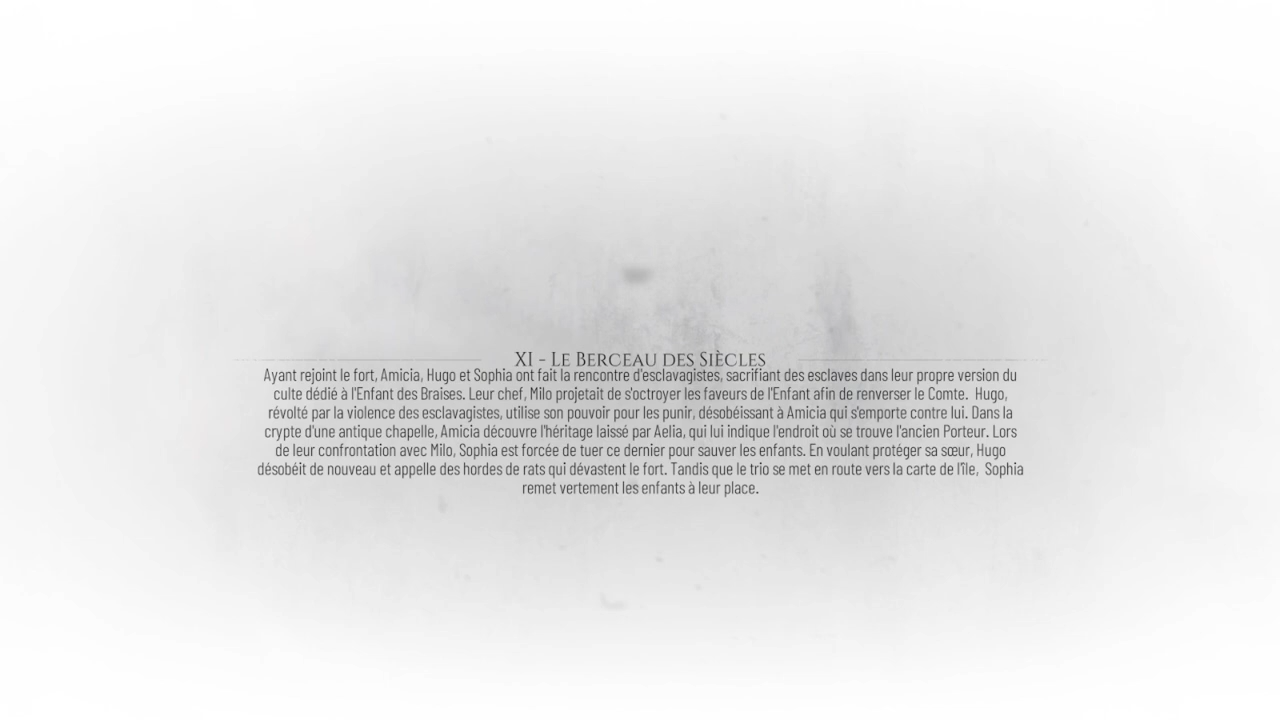 XI - Le Berceau des Siècles
Ayant rejoint le fort, Amicia, Hugo et Sophia ont fait la rencontre d'esclavagistes, sacrifiant des esclaves dans leur propre version du
culte dédié à l'Enfant des Braises. Leur chef, Milo projetait de s'octroyer les faveurs de l'Enfant afin de renverser le Comte.  Hugo,
révolté par la violence des esclavagistes, utilise son pouvoir pour les punir, désobéissant à Amicia qui s'emporte contre lui. Dans la
crypte d'une antique chapelle, Amicia découvre l'héritage laissé par Aelia, qui lui indique l'endroit où se trouve l'ancien Porteur. Lors
de leur confrontation avec Milo, Sophia est forcée de tuer ce dernier pour sauver les enfants. En voulant protéger sa sœur, Hugo
désobéit de nouveau et appelle des hordes de rats qui dévastent le fort. Tandis que le trio se met en route vers la carte de l'île,  Sophia
remet vertement les enfants à leur place.